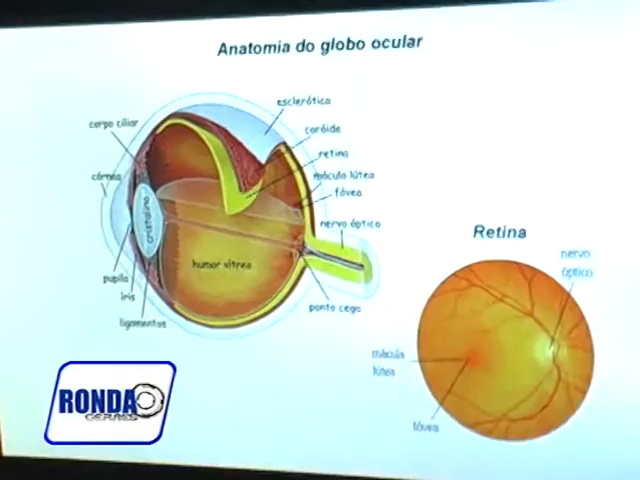 Anatomia do globo ocular
esclerótica
corpo ciliar
coróide
retina
mácula lútea
córnea
fóvea
nervo óptico
cristalino
humor vítreo
pupila
íris
ligamentos
ponto cego
Retina
nervo
óptico
mácula
lútea
fóvea
RONDA
GERAES